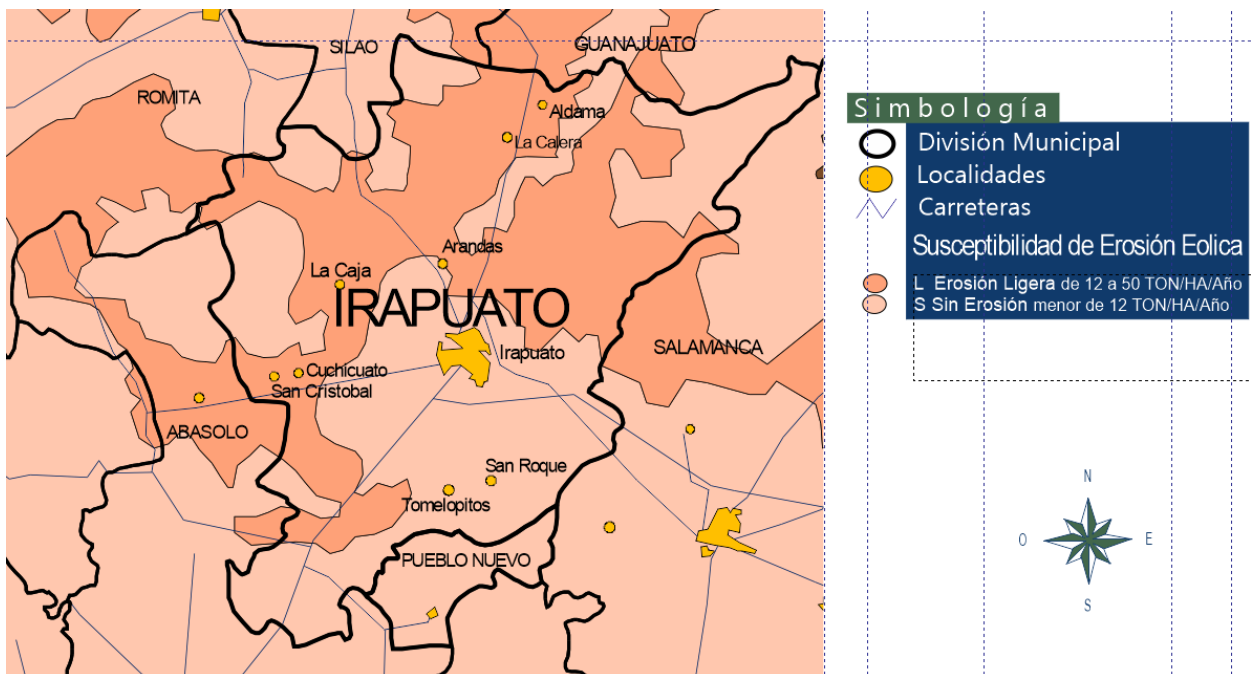 SILAO
GUANAJUATO
ROMITA
Aldama
La Calera
Arandas
La Caja
IRAPUATO
Irapuato
SALAMANCA
Cuchicuato
San Cristobal
ABASOLO
San Roque
Tomelopitos
PUEBLO NUEVO
Simbología
División Municipal
Localidades
Carreteras
Susceptibilidad de Erosión Eolica
L Erosión Ligera de 12 a 50 TON/HA/Año
S Sin Erosión menor de 12 TON/HA/Año
N
O E
S